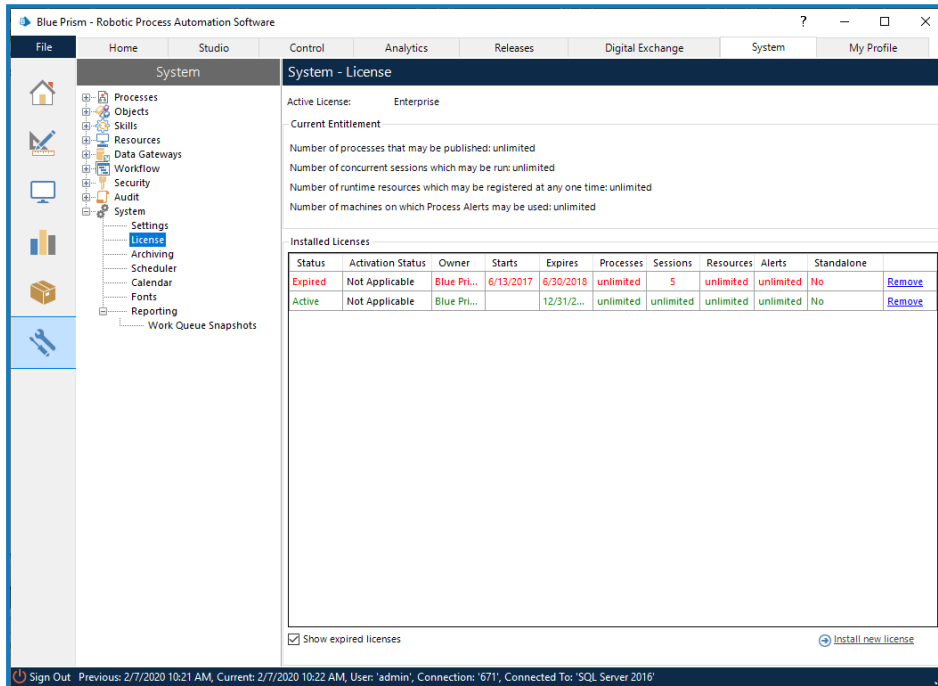 Blue Prism - Robotic Process Automation Software ?
File Home Studio Control Analytics Releases Digital Exchange System My Profile
System
System - License
Processes
Objects
Skills
Resources
Data Gateways
Workflow
Security
Audit
System
Settings
License
Archiving
Scheduler
Calendar
Fonts
Reporting
Work Queue Snapshots
Active License: Enterprise
Current Entitlement
Number of processes that may be published: unlimited
Number of concurrent sessions which may be run: unlimited
Number of runtime resources which may be registered at any one time: unlimited
Number of machines on which Process Alerts may be used: unlimited
Installed Licenses
Status Activation Status Owner Starts Expires Processes Sessions Resources Alerts Standalone
Expired Not Applicable Blue Pri... 6/13/2017 6/30/2018 unlimited 5 unlimited unlimited No Remove
Active Not Applicable Blue Pri... 12/31/2... unlimited unlimited unlimited unlimited No Remove
Show expired licenses
Install new license
Sign Out Previous: 2/7/2020 10:21 AM, Current: 2/7/2020 10:22 AM, User: 'admin', Connection: '671', Connected To: 'SQL Server 2016'